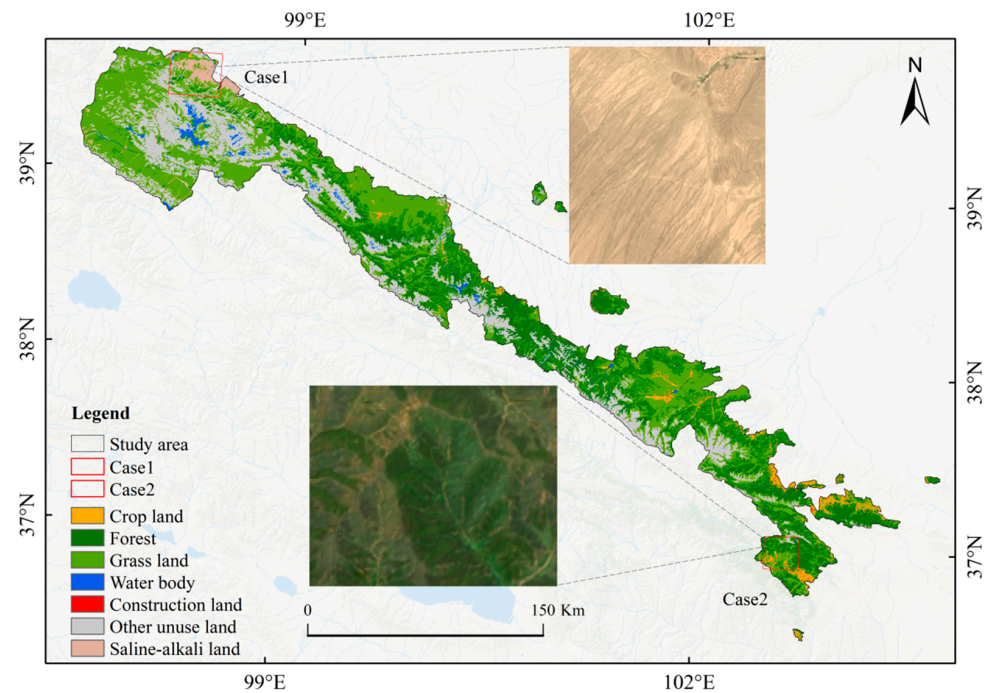 99°E
102°E
Case1
N
39°N
39°N
38°N
38°N
Legend
Study area
Case1
Case2
Crop land
Forest
Grass land
Water body
Construction land
Other unuse land
Saline-alkali land
37°N
37°N
0
150 Km
Case2
99°E
102°E